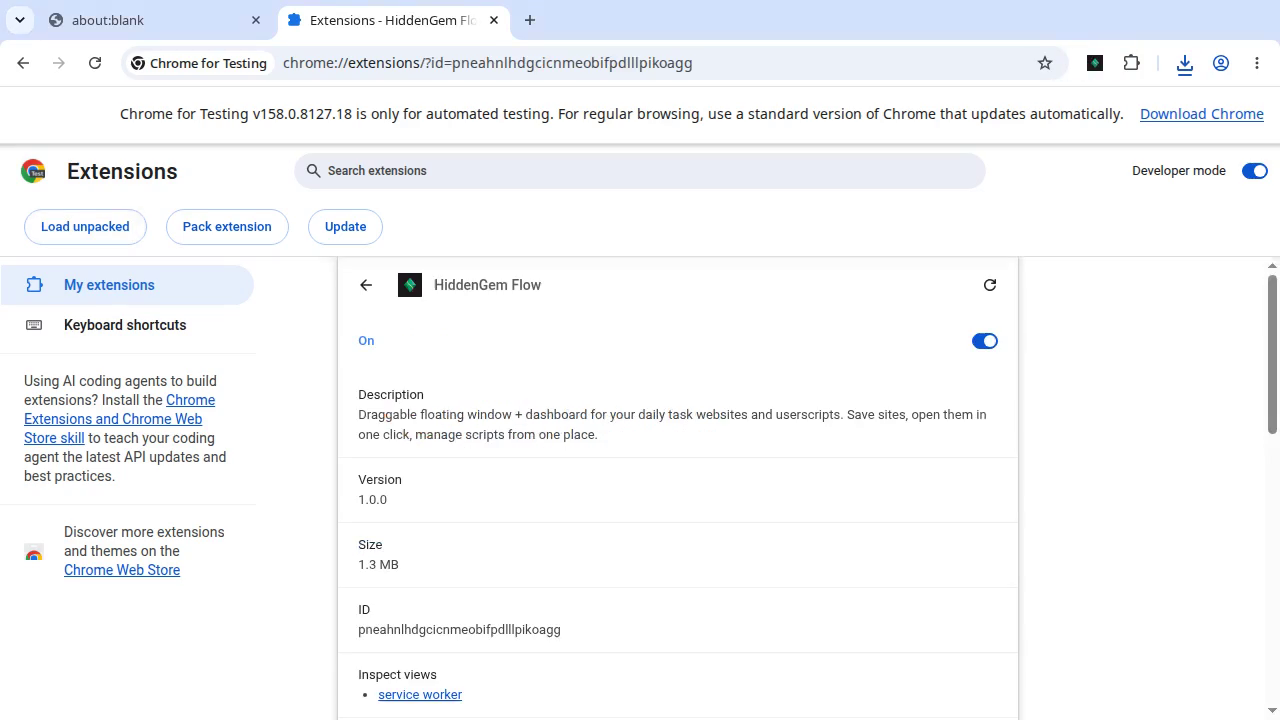 about:blank
Extensions - HiddenGem Flo
Chrome for Testing
chrome://extensions/?id=pneahnlhdgcicnmeobifpdlllpikoagg
Chrome for Testing v158.0.8127.18 is only for automated testing. For regular browsing, use a standard version of Chrome that updates automatically.
Download Chrome
Extensions
Search extensions
Developer mode
Load unpacked
Pack extension
Update
My extensions
Keyboard shortcuts
Using AI coding agents to build
extensions? Install the Chrome
Extensions and Chrome Web
Store skill to teach your coding
agent the latest API updates and
best practices.
Discover more extensions
and themes on the
Chrome Web Store
HiddenGem Flow
On
Description
Draggable floating window + dashboard for your daily task websites and userscripts. Save sites, open them in
one click, manage scripts from one place.
Version
1.0.0
Size
1.3 MB
ID
pneahnlhdgcicnmeobifpdlllpikoagg
Inspect views
• service worker